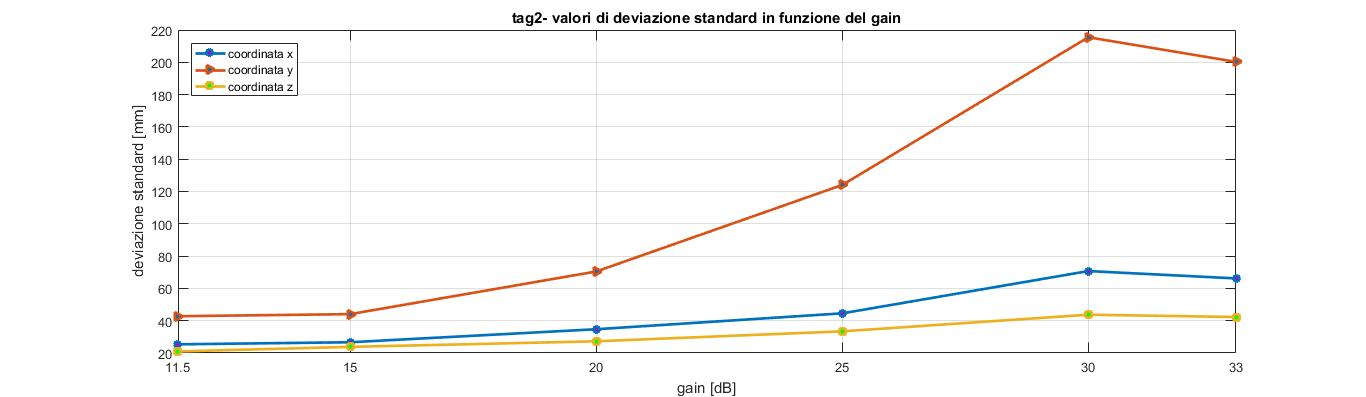 tag2- valori di deviazione standard in funzione del gain
220
200
180
160
140
120
100
80
60
40
20
deviazione standard [mm]
coordinata x
coordinata y
coordinata z
11.5 15 20 25 30 33
gain [dB]